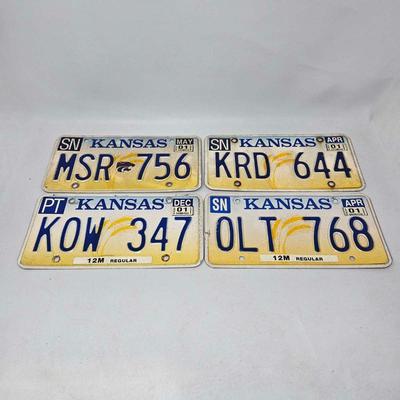 SN KANSAS MAY 01
MSR 756
SN KANSAS APR 01
KRD 644
PT KANSAS DEC 01
KOW 347
12M REGULAR
SN KANSAS APR 01
OLT 768
12M REGULAR